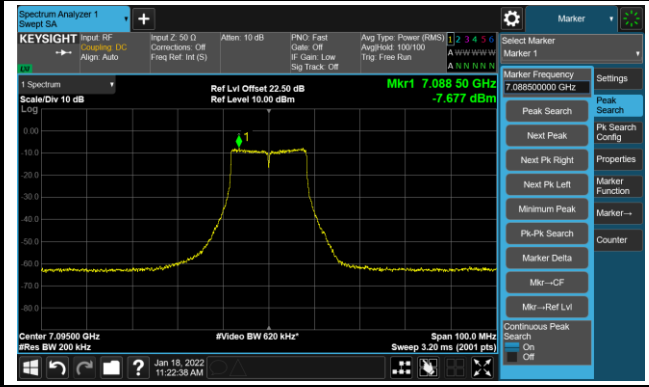 Spectrum Analyzer 1
Swept SA
+
Marker
KEYSIGHT
Input: RF
Coupling: DC
Align: Auto
Input Z: 50 Ω
Corrections: Off
Freq Ref: Int (S)
Atten: 10 dB
PNO: Fast
Gate: Off
IF Gain: Low
Sig Track: Off
Avg Type: Power (RMS)
Avg|Hold: 100/100
Trig: Free Run
1 2 3 4 5 6
A W W W W W
A N N N N N
LV
Select Marker
Marker 1
1 Spectrum
Scale/Div 10 dB
Log
Ref Lvl Offset 22.50 dB
Ref Level 10.00 dBm
Mkr1 7.088 50 GHz
-7.677 dBm
1
0.00
-10.0
-20.0
-30.0
-40.0
-50.0
-60.0
-70.0
-80.0
Center 7.09500 GHz
#Res BW 200 kHz
#Video BW 620 kHz*
Span 100.0 MHz
Sweep 3.20 ms (2001 pts)
Marker Frequency
7.088500000 GHz
Peak Search
Next Peak
Next Pk Right
Next Pk Left
Minimum Peak
Pk-Pk Search
Marker Delta
Mkr→CF
Mkr→Ref Lvl
Continuous Peak
Search
On
Off
Settings
Peak
Search
Pk Search
Config
Properties
Marker
Function
Marker→
Counter
?
Jan 18, 2022
11:22:38 AM